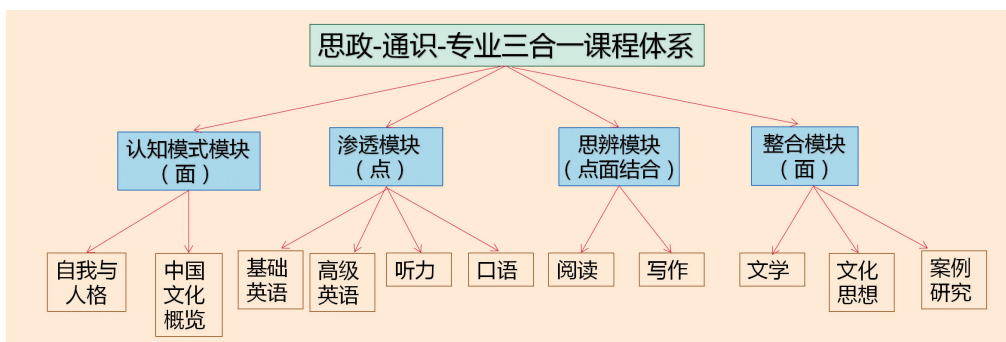 思政-通识-专业三合一课程体系
认知模式模块
（面）
渗透模块
（点）
思辨模块
（点面结合）
整合模块
（面）
自我与
人格
中国
文化
概览
基础
英语
高级
英语
听力
口语
阅读
写作
文学
文化
思想
案例
研究